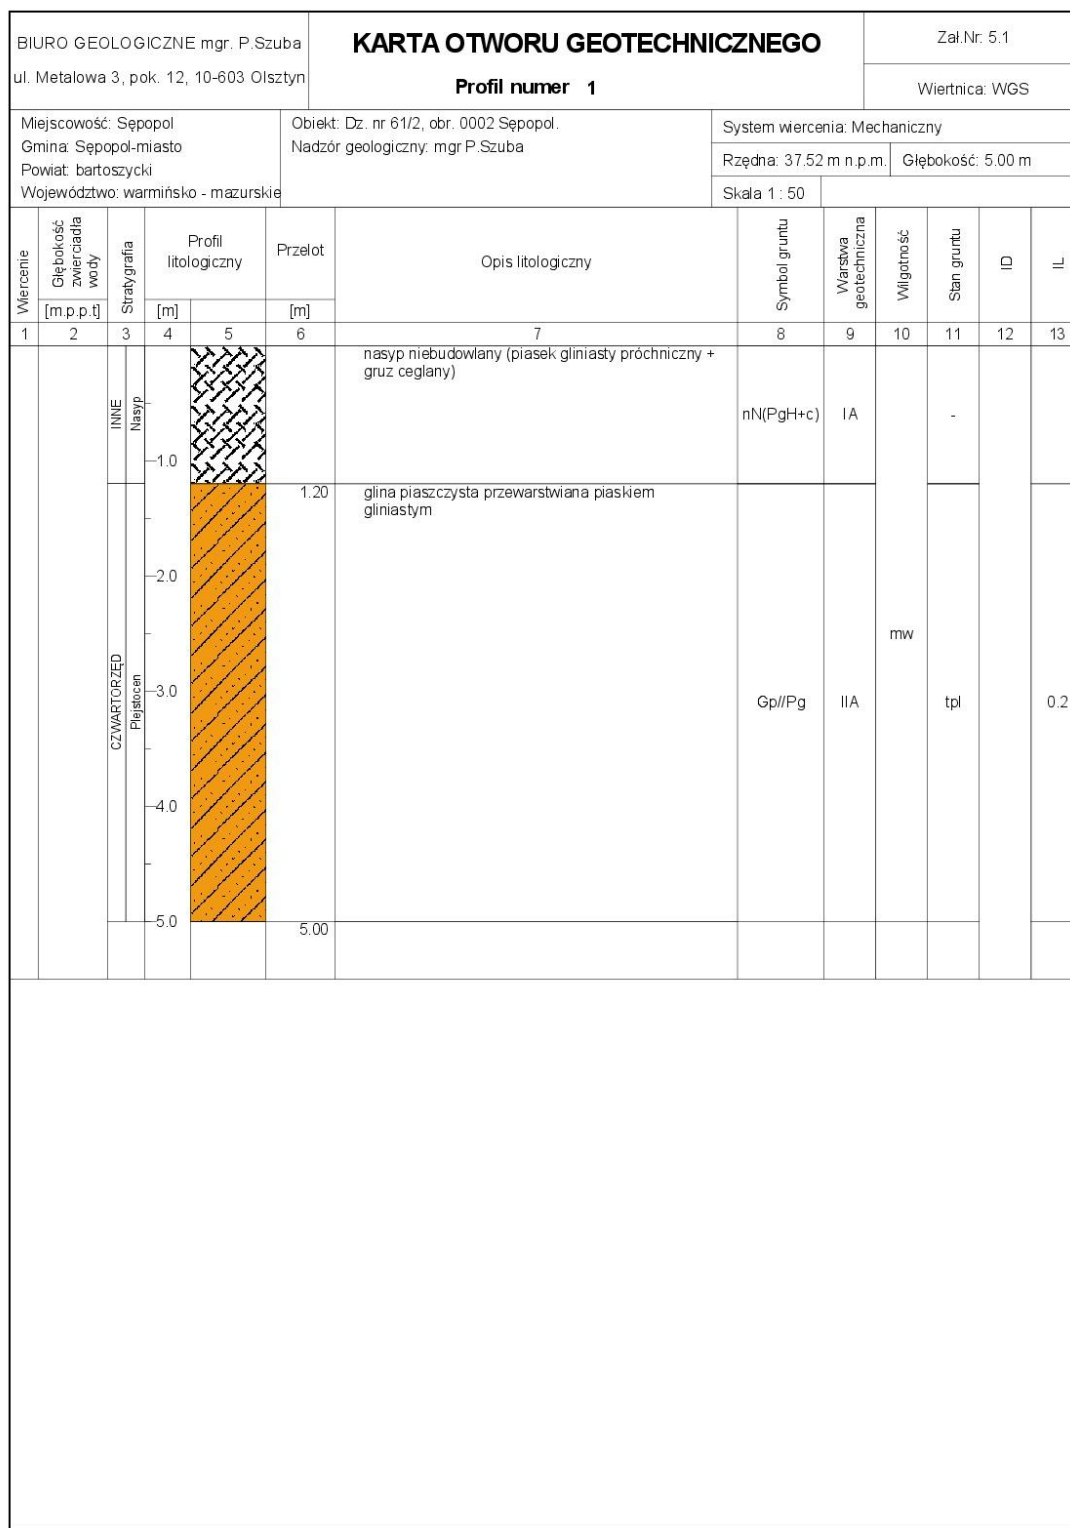 BIURO GEOLOGICZNE mgr. P.Szuba
ul. Metalowa 3, pok. 12, 10-603 Olsztyn
KARTA OTWORU GEOTECHNICZNEGO
Profil numer 1
Zał.Nr: 5.1
Wiertnica: WGS
Miejscowość: Sępopol
Gmina: Sępopol-miasto
Powiat: bartoszycki
Województwo: warmińsko - mazurskie
Obiekt: Dz. nr 61/2, obr. 0002 Sępopol.
Nadzór geologiczny: mgr P.Szuba
System wiercenia: Mechaniczny
Rzędna: 37.52 m n.p.m.
Głębokość: 5.00 m
Skala 1 : 50
Wiercenie
Głębokość
zwierciadła
wody
[m.p.p.t]
Stratygrafia
Profil
litologiczny
[m]
Przelot
[m]
Opis litologiczny
Symbol gruntu
Warstwa
geotechniczna
Wilgotność
Stan gruntu
ID
IL
1 2 3 4 5 6 7 8 9 10 11 12 13
INNE
Nasyp
nasyp niebudowlany (piasek gliniasty próchniczny +
gruz ceglany)
nN(PgH+c) IA -
1.0
1.20
glina piaszczysta przewarstwiana piaskiem
gliniastym
2.0
mw
CZWARTORZĘD
Plejstocen
3.0
Gp//Pg IIA tpl 0.2
4.0
5.0
5.00